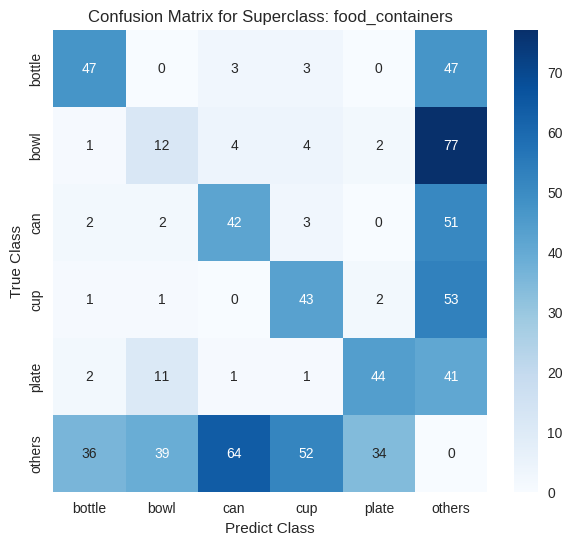 Confusion Matrix for Superclass: food_containers
True Class
bottle 47 0 3 3 0 47
bowl 1 12 4 4 2 77
can 2 2 42 3 0 51
cup 1 1 0 43 2 53
plate 2 11 1 1 44 41
others 36 39 64 52 34 0
bottle bowl can cup plate others
Predict Class
70
60
50
40
30
20
10
0